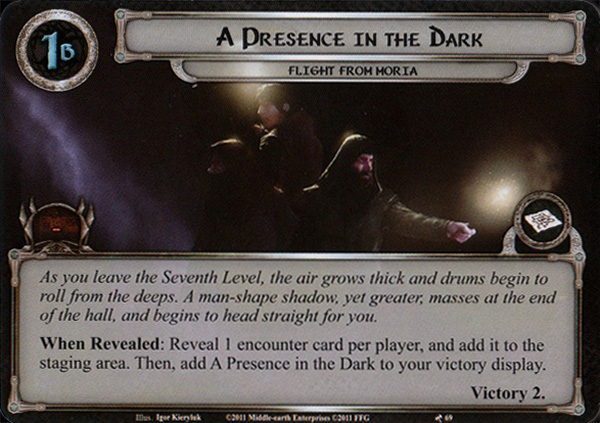 1B
A Presence in the Dark
Flight from Moria
As you leave the Seventh Level, the air grows thick and drums begin to
roll from the deeps. A man-shape shadow, yet greater, masses at the end
of the hall, and begins to head straight for you.
When Revealed: Reveal 1 encounter card per player, and add it to the
staging area. Then, add A Presence in the Dark to your victory display.
Victory 2.
Illus. Igor Kieryluk ©2011 Middle-earth Enterprises ©2011 FFG 69